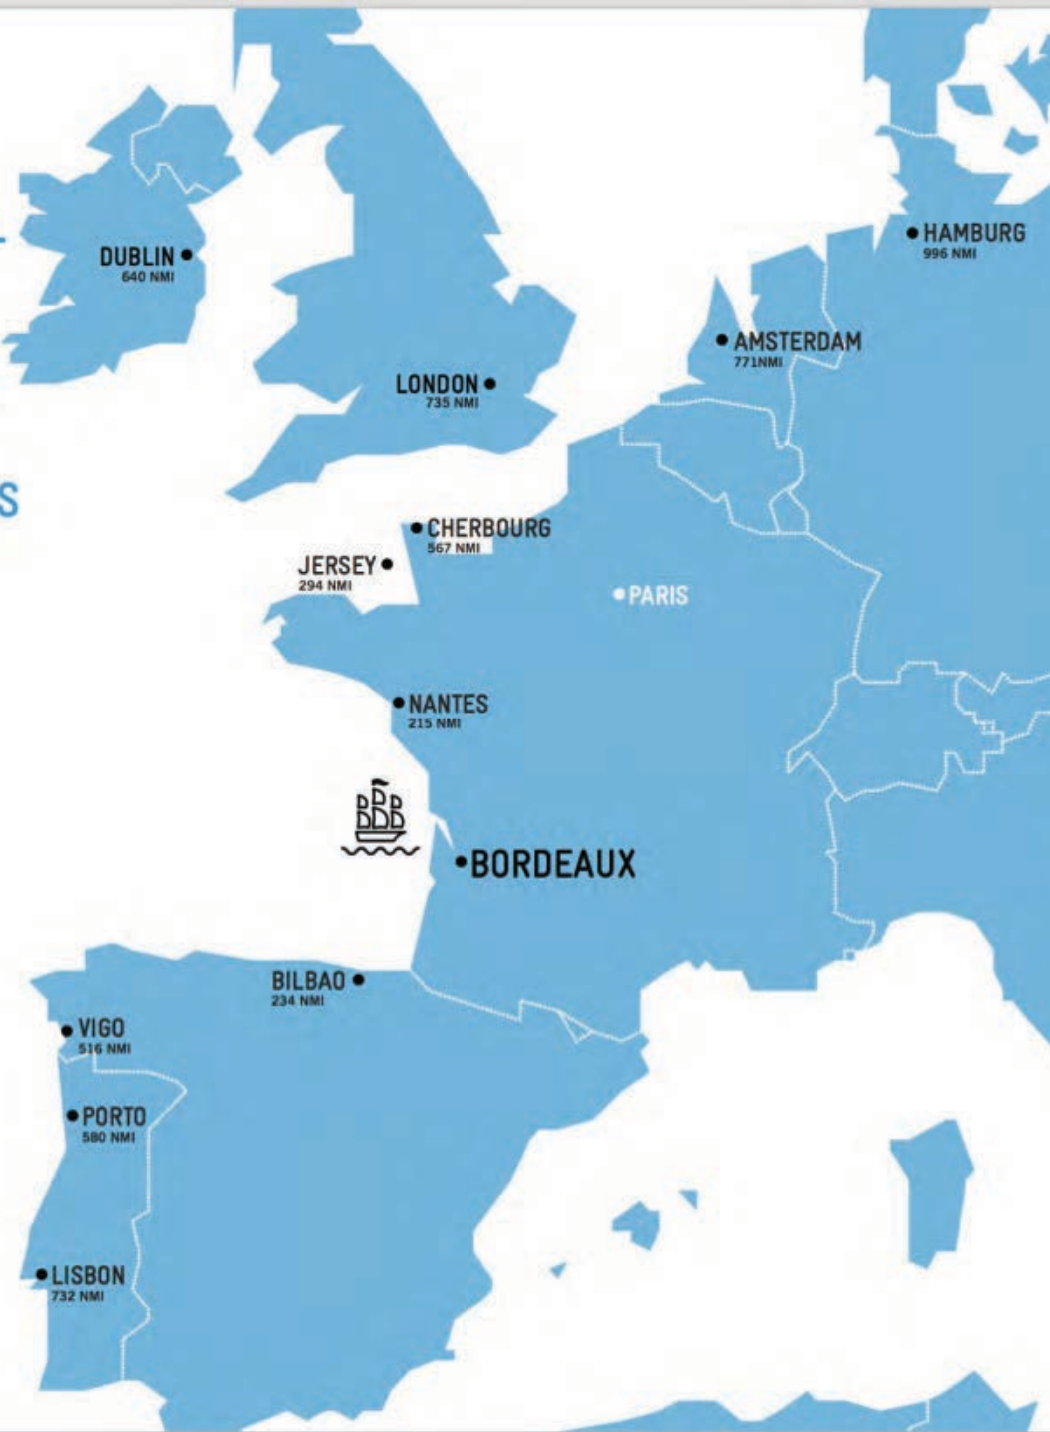 DUBLIN
640 NMI
HAMBURG
996 NMI
AMSTERDAM
771NMI
LONDON
735 NMI
S
CHERBOURG
567 NMI
JERSEY
294 NMI
PARIS
NANTES
215 NMI
BORDEAUX
BILBAO
234 NMI
VIGO
516 NMI
PORTO
580 NMI
LISBON
732 NMI